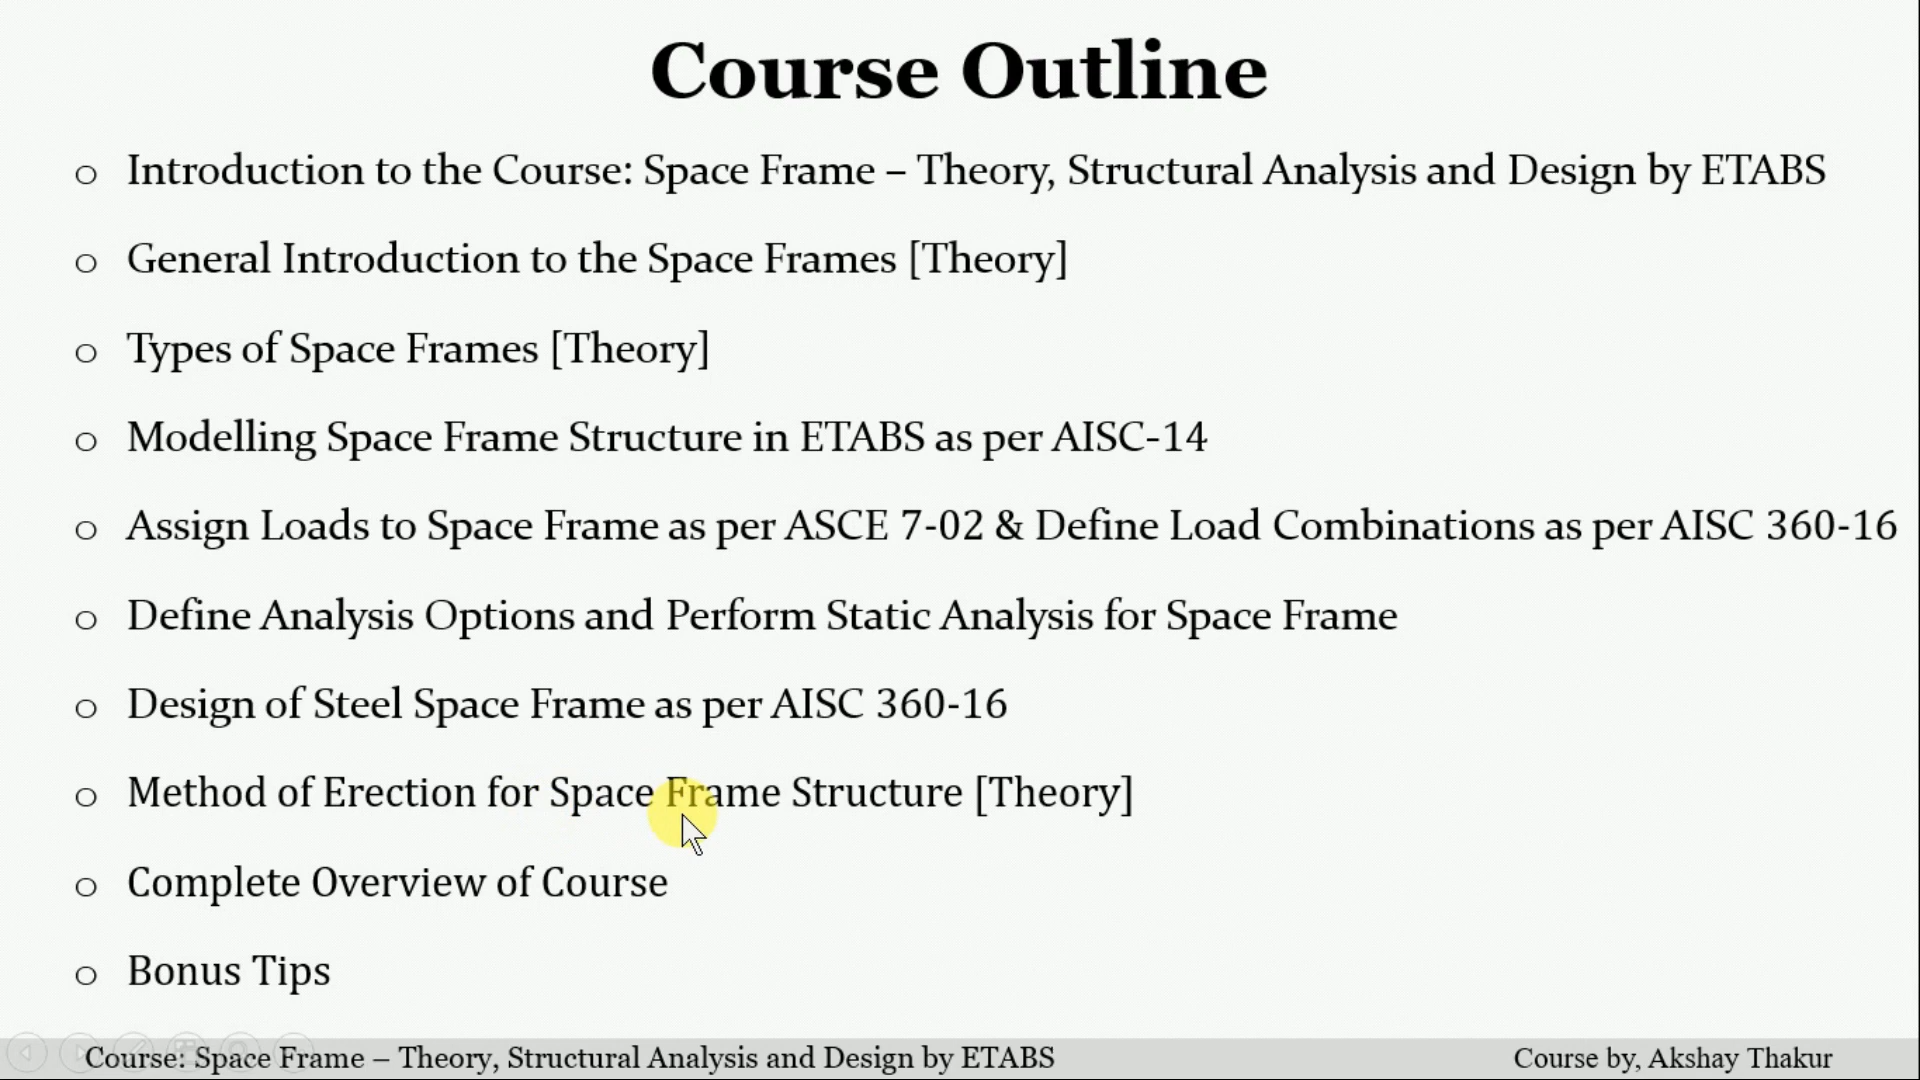 Course Outline
o Introduction to the Course: Space Frame – Theory, Structural Analysis and Design by ETABS
o General Introduction to the Space Frames [Theory]
o Types of Space Frames [Theory]
o Modelling Space Frame Structure in ETABS as per AISC-14
o Assign Loads to Space Frame as per ASCE 7-02 & Define Load Combinations as per AISC 360-16
o Define Analysis Options and Perform Static Analysis for Space Frame
o Design of Steel Space Frame as per AISC 360-16
o Method of Erection for Space Frame Structure [Theory]
o Complete Overview of Course
o Bonus Tips
Course: Space Frame – Theory, Structural Analysis and Design by ETABS
Course by, Akshay Thakur